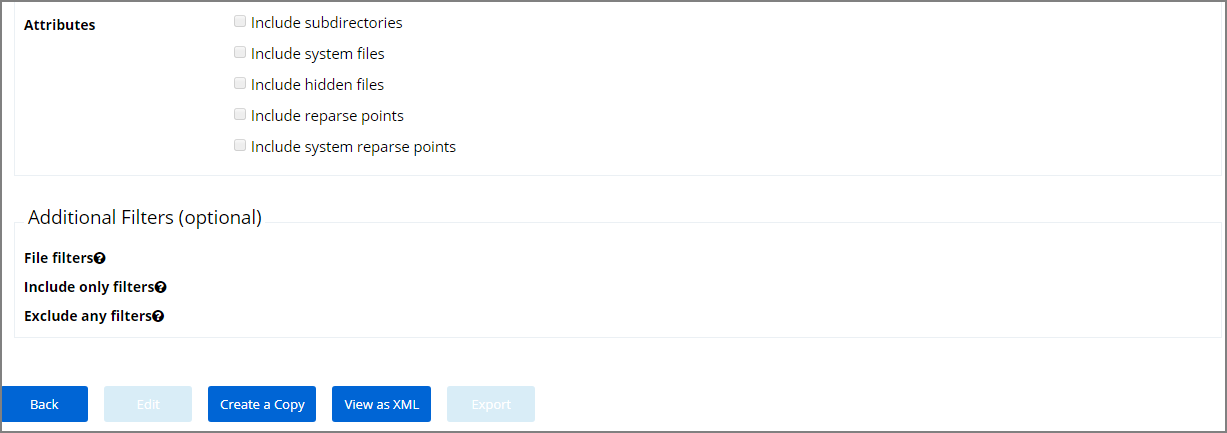 Attributes
Include subdirectories
Include system files
Include hidden files
Include reparse points
Include system reparse points
Additional Filters (optional)
File filters
Include only filters
Exclude any filters
Back
Edit
Create a Copy
View as XML
Export